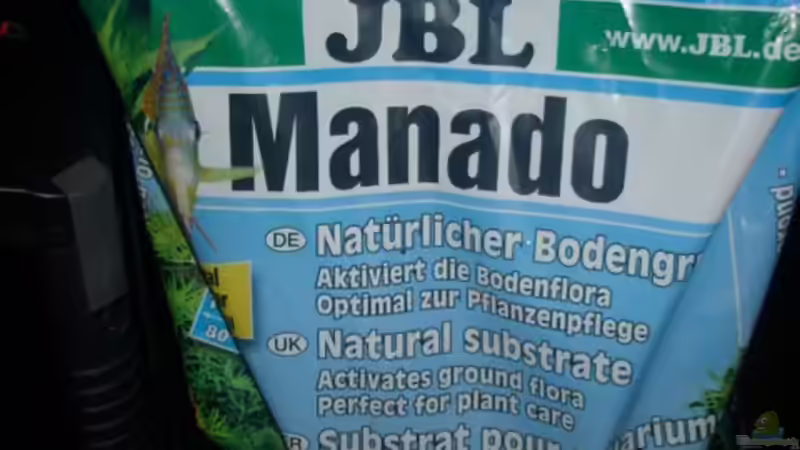 JBL
www.JBL.de
Manado
DE Natürlicher Bodengr
Aktiviert die Bodenflora
Optimal zur Pflanzenpflege
80
UK Natural substrate
Activates ground flora
Perfect for plant care
Substrat pour
arium